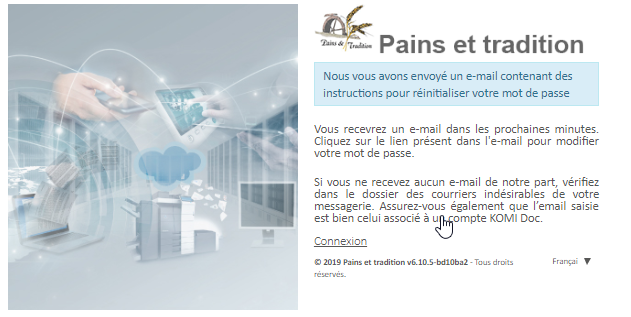 Pains & Tradition
Pains et tradition
Nous vous avons envoyé un e-mail contenant des
instructions pour réinitialiser votre mot de passe
Vous recevrez un e-mail dans les prochaines minutes.
Cliquez sur le lien présent dans l'e-mail pour modifier
votre mot de passe.
Si vous ne recevez aucun e-mail de notre part, vérifiez
dans le dossier des courriers indésirables de votre
messagerie. Assurez-vous également que l'email saisie
est bien celui associé à un compte KOMI Doc.
Connexion
© 2019 Pains et tradition v6.10.5-bd10ba2 - Tous droits
réservés.
Françai ▼